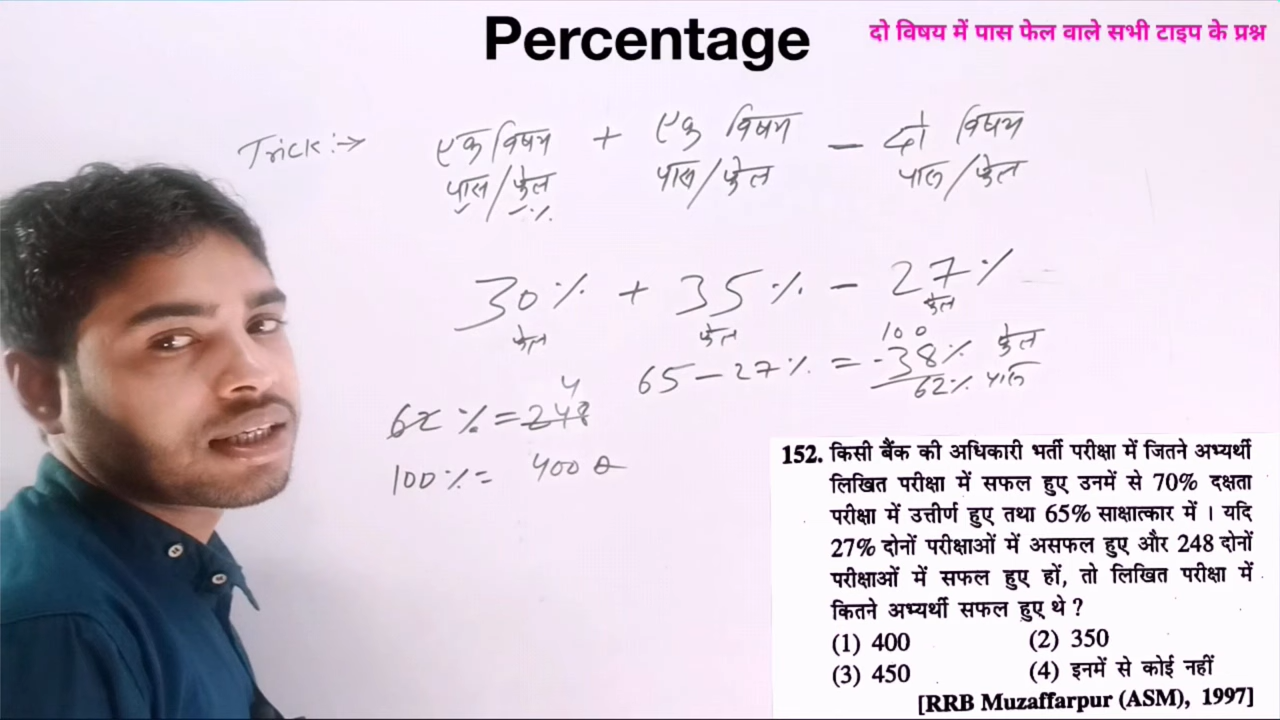 Percentage
दो विषय में पास फेल वाले सभी टाइप के प्रश्न
Trick:→ एक विषय + एक विषय − दो विषय
पास/फेल पास/फेल पास/फेल
30% + 35% − 27%
फेल फेल फेल
100
65 − 27% = -38% फेल
62% पास
4
62% = 248
100% = 400
152. किसी बैंक की अधिकारी भर्ती परीक्षा में जितने अभ्यर्थी
लिखित परीक्षा में सफल हुए उनमें से 70% दक्षता
परीक्षा में उत्तीर्ण हुए तथा 65% साक्षात्कार में । यदि
27% दोनों परीक्षाओं में असफल हुए और 248 दोनों
परीक्षाओं में सफल हुए हों, तो लिखित परीक्षा में
कितने अभ्यर्थी सफल हुए थे ?
(1) 400 (2) 350
(3) 450 (4) इनमें से कोई नहीं
[RRB Muzaffarpur (ASM), 1997]